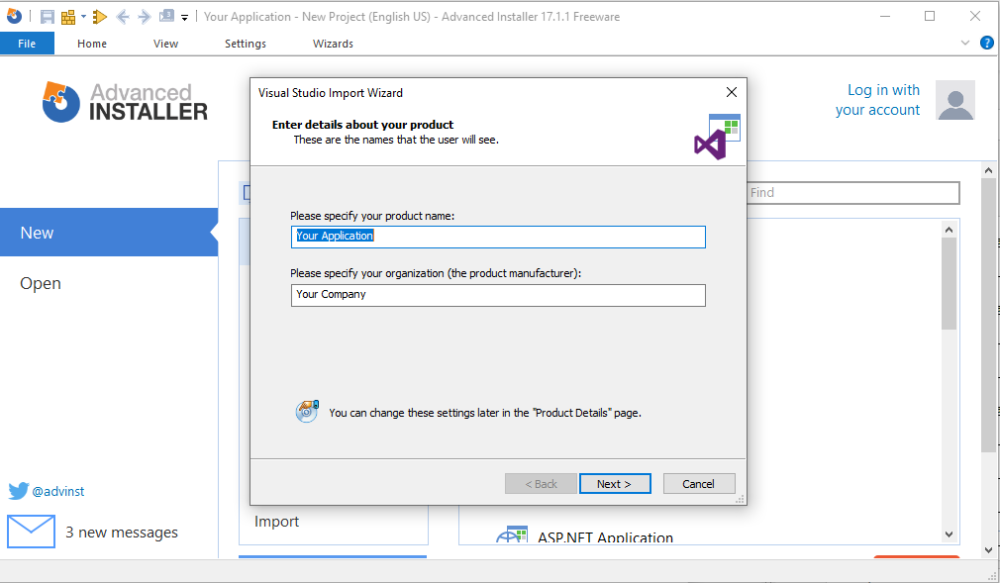 Your Application - New Project (English US) - Advanced Installer 17.1.1 Freeware
File Home View Settings Wizards
?
Advanced
INSTALLER
Log in with
your account
Visual Studio Import Wizard
Enter details about your product
These are the names that the user will see.
Find
New
Open
Please specify your product name:
Your Application
Please specify your organization (the product manufacturer):
Your Company
You can change these settings later in the "Product Details" page.
< Back Next > Cancel
@advinst
3 new messages
Import
ASP.NET Application